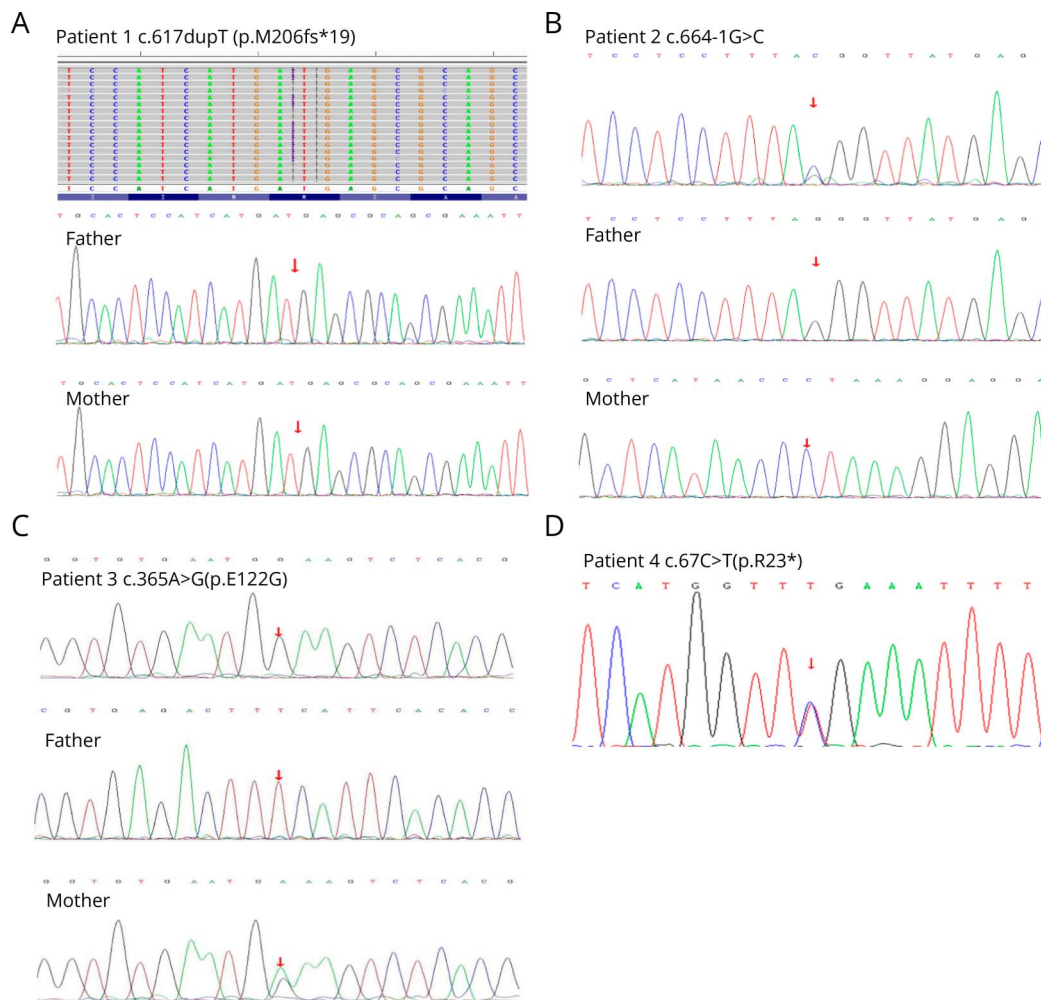 A
Patient 1 c.617dupT (p.M206fs*19)
T C C A T C A T G A T G A G C G C A G C
T G C A C T C C A T C A T G A T G A G C G C A G C G A A A T T
Father
T G C A C T C C A T C A T G A T G A G C G C A G C G A A A T T
Mother
B
Patient 2 c.664-1G>C
T C C T C C T T T A C G G T T A T G A G
T C C T C C T T T A G G G T T A T G A G
Father
G C T C A T A A C C C T A A A G G A G G A
Mother
C
G G T G T G A A T G G A A G T C T C A C G
Patient 3 c.365A>G(p.E122G)
C G T G A G A C T T T C A T T C A C A C C
Father
G G T G T G A A T G A A A G T C T C A C G
Mother
D
Patient 4 c.67C>T(p.R23*)
T C A T G G T T T G A A A T T T T